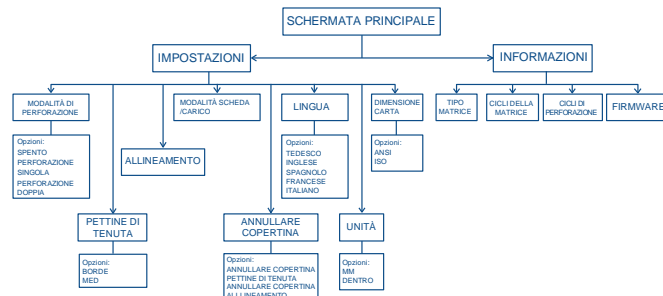 SCHERMATA PRINCIPALE
IMPOSTAZIONI
INFORMAZIONI
MODALITÀ DI
PERFORAZIONE
Opzioni:
SPENTO
PERFORAZIONE
SINGOLA
PERFORAZIONE
DOPPIA
ALLINEAMENTO
MODALITÀ SCHEDA
/CARICO
LINGUA
Opzioni:
TEDESCO
INGLESE
SPAGNOLO
FRANCESE
ITALIANO
DIMENSIONE
CARTA
Opzioni:
ANSI
ISO
TIPO
MATRICE
CICLI DELLA
MATRICE
CICLI DI
PERFORAZIONE
FIRMWARE
PETTINE DI
TENUTA
Opzioni:
BORDE
MED
ANNULLARE
COPERTINA
Opzioni:
ANNULLARE COPERTINA
PETTINE DI TENUTA
ANNULLARE COPERTINA
ALLINEAMENTO
UNITÀ
Opzioni:
MM
DENTRO